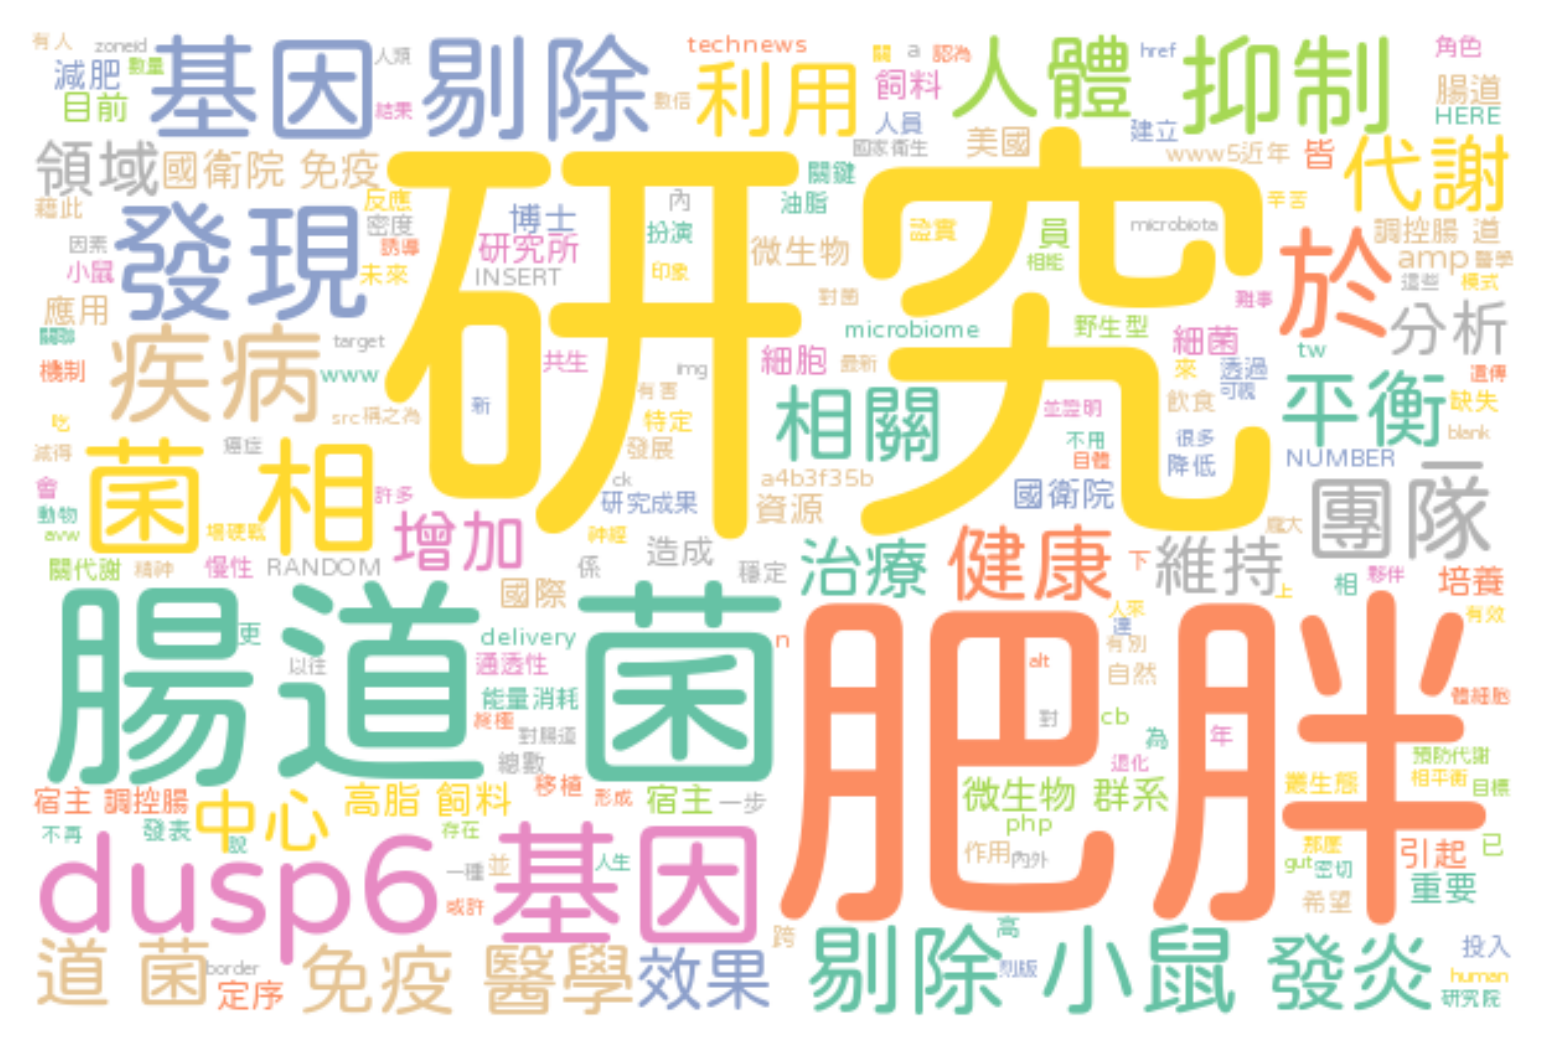 有人
zoneid
減肥
數量
目前
基因
人類
結果
剔除
數信
technews
利用
關
a
認為
飼料
人員
國家衛生
人體
href
建立
抑制
角色
腸道
HERE
領域
國衛院 免疫
藉此
因素
小鼠
應用
發現
反應
密度
誘導
未來
研究
博士
研究所
INSERT
內
扮演
印象
關鍵
油脂
微生物
對菌
美國
證實
員
相能
microbiota
www5近年
皆
辛苦
難事
代謝
調控腸 道
amp
醫學
這些
模式
於
分析
關聯
機制
疾病
target
www
src
稱之為
共生
新
img
有害
特定
發展
microbiome
細胞
最新
野生型
細菌
來
透過
可觀
飲食
並證明
tw
遺傳
平衡
缺失
blank
吃
減得
會
動物
avw
菌 相
癌症
許多
增加
場硬戰
ck
研究成果
a4b3f35b
資源
相關
不用
目體
很多
降低
國衛院
NUMBER
團隊
龐大
關代謝
精神
慢性
RANDOM
神經
係
造成
穩定
國際
治療
健康
下
維持
上
相
夥伴
培養
有效
腸道菌
更
以往
delivery
通透性
能量消耗
終極
對腸道
總數
n
肥胖
人來
達
有別
alt
自然
對
cb
為
退化
年
體細胞
預防代謝
相平衡
目標
叢生態
宿主 調控腸
中心
高脂 飼料
移植
形成
宿主
一步
微生物 群系
php
作用
內外
不再
發表
說
存在
dusp6
一種
並
或許
基因
人生
那麼
gut
密切
引起
已
希望
重要
道 菌
border
定序
免疫
醫學
效果
跨
剔除
高
小鼠
發炎
投入
human
研究院